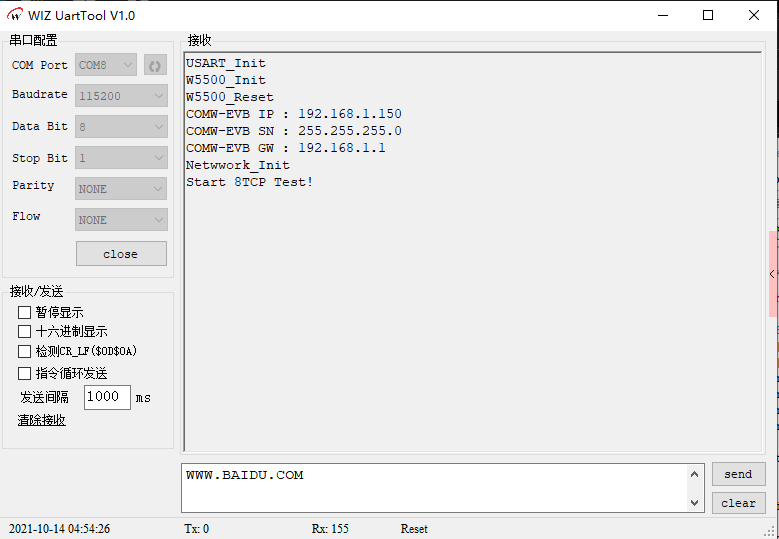 WIZ UartTool V1.0
串口配置
COM Port COM8
Baudrate 115200
Data Bit 8
Stop Bit 1
Parity NONE
Flow NONE
close
接收/发送
暂停显示
十六进制显示
检测CR_LF($0D$0A)
指令循环发送
发送间隔 1000 ms
清除接收
接收
USART_Init
W5500_Init
W5500_Reset
COMW-EVB IP : 192.168.1.150
COMW-EVB SN : 255.255.255.0
COMW-EVB GW : 192.168.1.1
Netwwork_Init
Start 8TCP Test!
WWW.BAIDU.COM
send
clear
2021-10-14 04:54:26 Tx: 0 Rx: 155 Reset